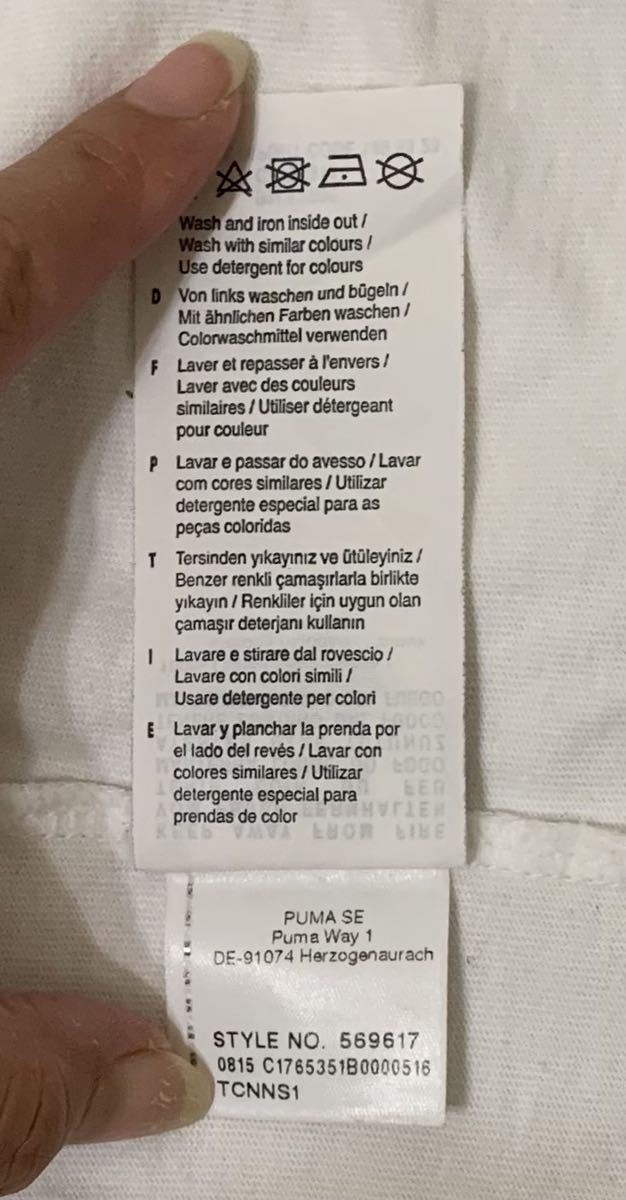 Wash and iron inside out /
Wash with similar colours /
Use detergent for colours
D Von links waschen und bügeln /
Mit ähnlichen Farben waschen /
Colorwaschmittel verwenden
F Laver et repasser à l'envers /
Laver avec des couleurs
similaires / Utiliser détergeant
pour couleur
P Lavar e passar do avesso / Lavar
com cores similares / Utilizar
detergente especial para as
peças coloridas
T Tersinden yıkayınız ve ütüleyiniz /
Benzer renkli çamaşırlarla birlikte
yıkayın / Renkliler için uygun olan
çamaşır deterjanı kullanın
I Lavare e stirare dal rovescio /
Lavare con colori simili /
Usare detergente per colori
E Lavar y planchar la prenda por
el lado del revés / Lavar con
colores similares / Utilizar
detergente especial para
prendas de color
KEEP AWAY FROM FIRE
PUMA SE
Puma Way 1
DE-91074 Herzogenaurach
STYLE NO. 569617
0815 C1765351B0000516
TCNNS1